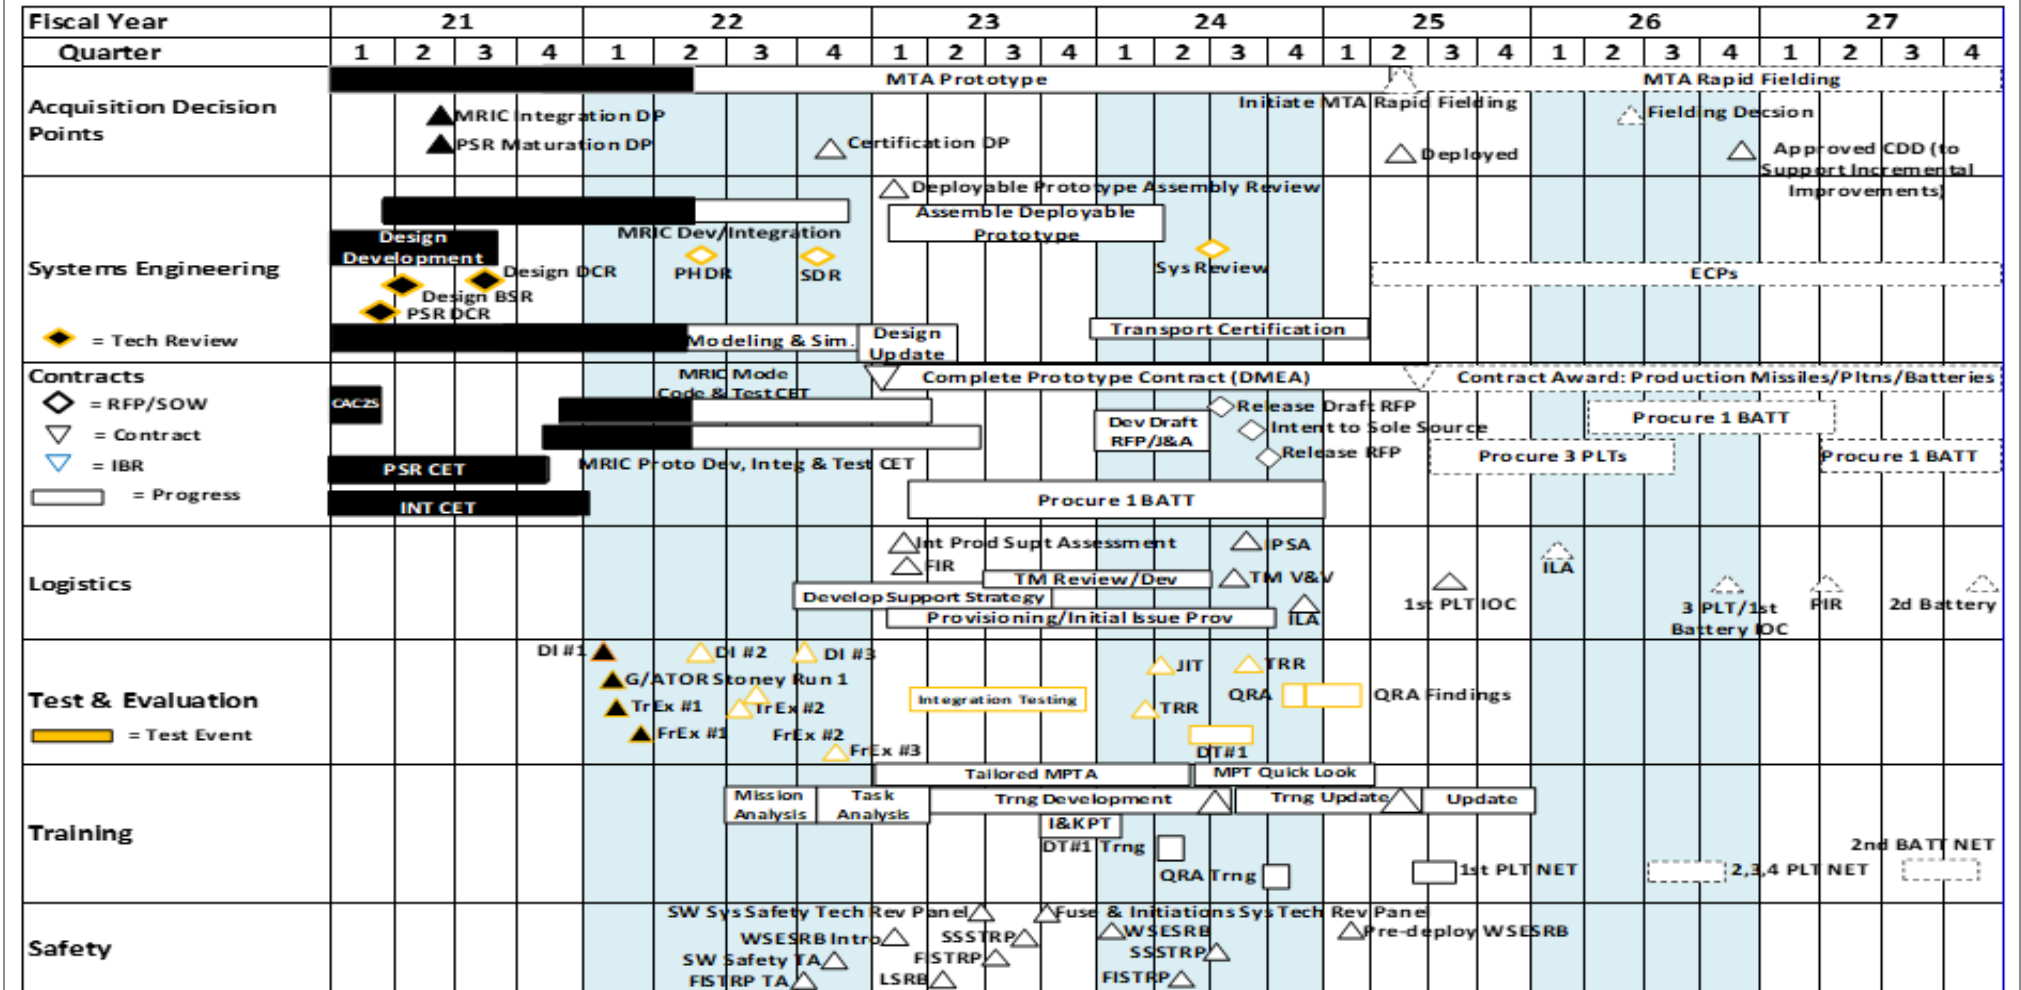 Fiscal Year 21 22 23 24 25 26 27
Quarter 1 2 3 4 1 2 3 4 1 2 3 4 1 2 3 4 1 2 3 4 1 2 3 4 1 2 3 4
Acquisition Decision
Points
MTA Prototype
MTA Rapid Fielding
Initiate MTA Rapid Fielding
MRIC Integration DP
Fielding Decsion
PSR Maturation DP
Certification DP
Deployed
Approved CDD (to
Support Incremental
Improvements)
Systems Engineering
= Tech Review
Deployable Prototype Assembly Review
Assemble Deployable
Prototype
MRIC Dev/Integration
Design
Development
Design DCR
PHDR
SDR
Sys Review
ECPs
Design BSR
PSR DCR
Modeling & Sim.
Design
Update
Transport Certification
Contracts
= RFP/SOW
= Contract
= IBR
= Progress
MRIC Mode
Code & Test CET
Complete Prototype Contract (DMEA)
Contract Award: Production Missiles/Pltns/Batteries
CAC2S
Dev Draft
RFP/J&A
Release Draft RFP
Intent to Sole Source
Release RFP
Procure 1 BATT
Procure 3 PLTs
Procure 1 BATT
PSR CET
MRIC Proto Dev, Integ & Test CET
INT CET
Procure 1 BATT
Logistics
Int Prod Supt Assessment
IPSA
FIR
TM Review/Dev
TM V&V
Develop Support Strategy
Provisioning/Initial Issue Prov
ILA
1st PLT IOC
ILA
3 PLT/1st
Battery IOC
PIR
2d Battery
Test & Evaluation
= Test Event
DI #1
DI #2
DI #3
G/ATOR Stoney Run 1
TrEx #1
TrEx #2
FrEx #1
FrEx #2
FrEx #3
Integration Testing
JIT
TRR
TRR
QRA
QRA Findings
DT#1
Training
Tailored MPTA
MPT Quick Look
Mission
Analysis
Task
Analysis
Trng Development
Trng Update
Update
I&KPT
DT#1 Trng
QRA Trng
1st PLT NET
2,3,4 PLT NET
2nd BATT NET
Safety
SW Sys Safety Tech Rev Panel
Fuse & Initiations Sys Tech Rev Panel
WSESRB Intro
SSSTRP
WSESRB
Pre-deploy WSESRB
SW Safety TA
FISTRP
SSSTRP
FISTRP TA
LSRB
FISTRP